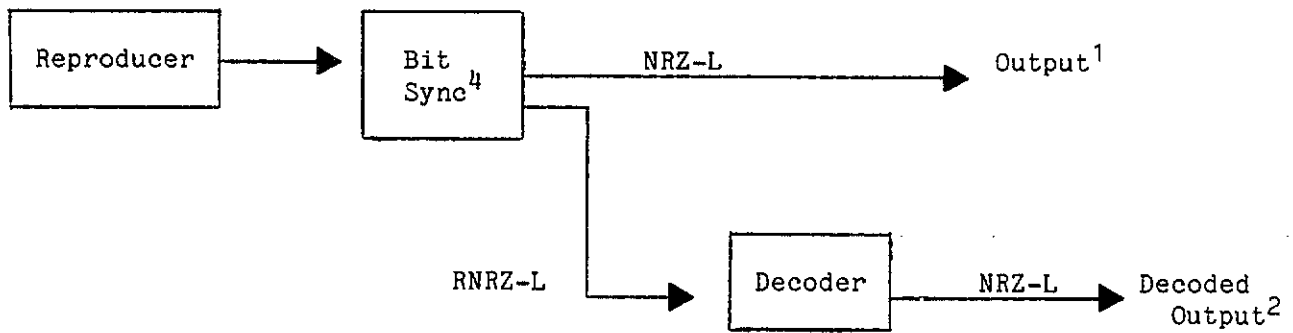 Reproducer
Bit
Sync⁴
NRZ-L
Output¹
RNRZ-L
Decoder
NRZ-L
Decoded
Output²